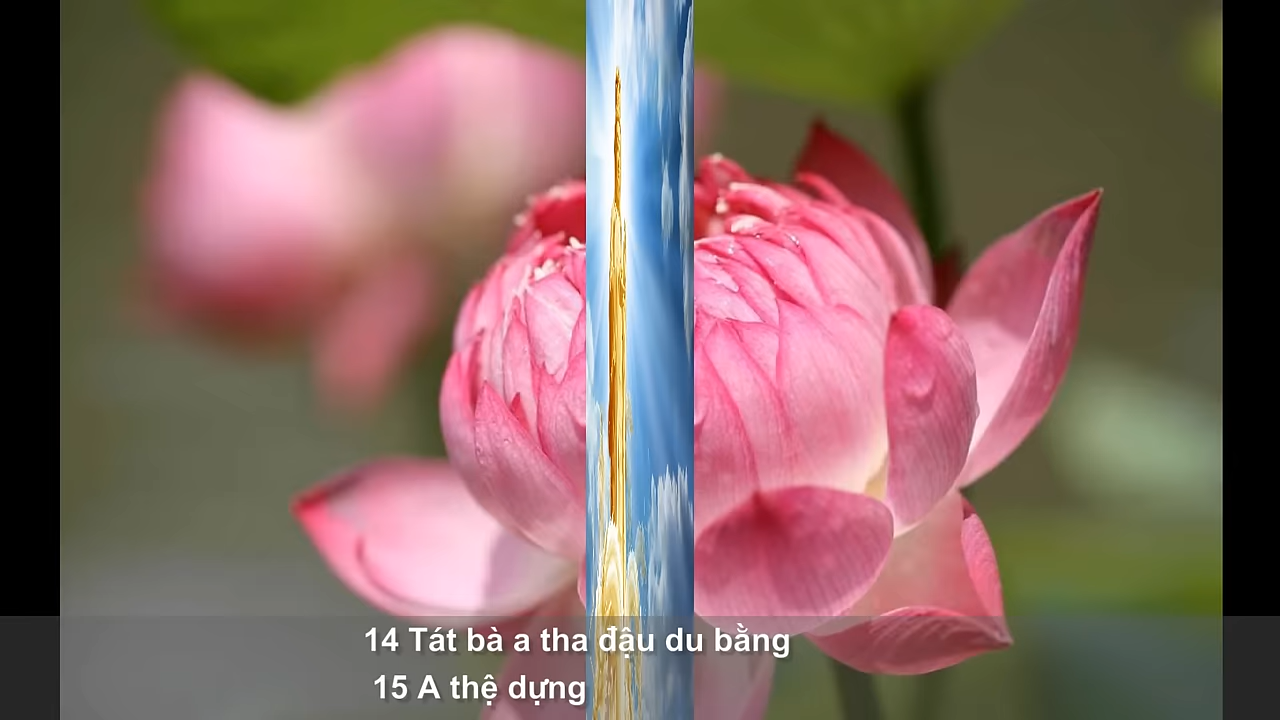 14 Tát bà a tha đậu du bằng
15 A thệ dựng